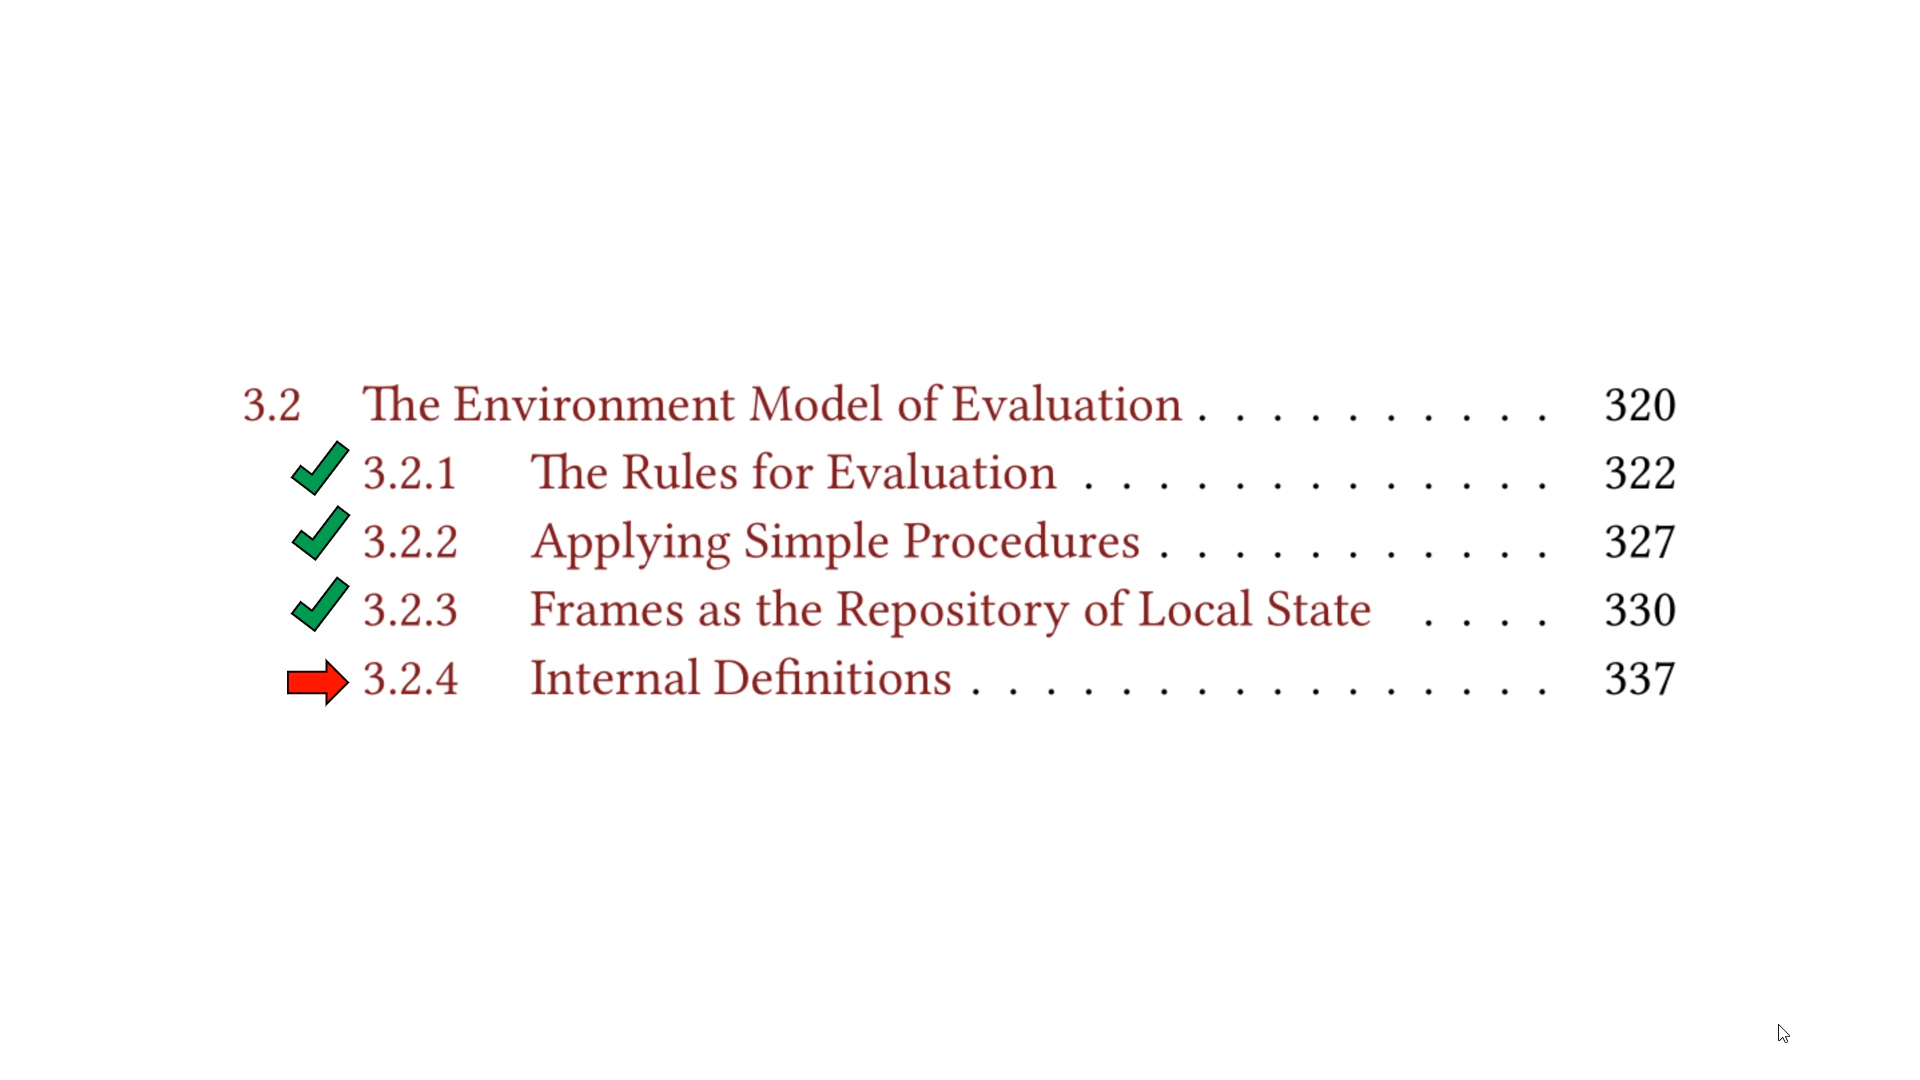 3.2 The Environment Model of Evaluation . . . . . . . . . . 320
3.2.1 The Rules for Evaluation . . . . . . . . . . . . . 322
3.2.2 Applying Simple Procedures . . . . . . . . . . . 327
3.2.3 Frames as the Repository of Local State . . . . 330
3.2.4 Internal Definitions . . . . . . . . . . . . . . . . 337